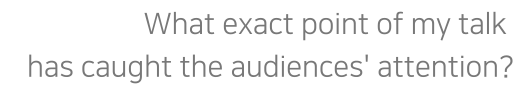 What exact point of my talk
has caught the audiences' attention?